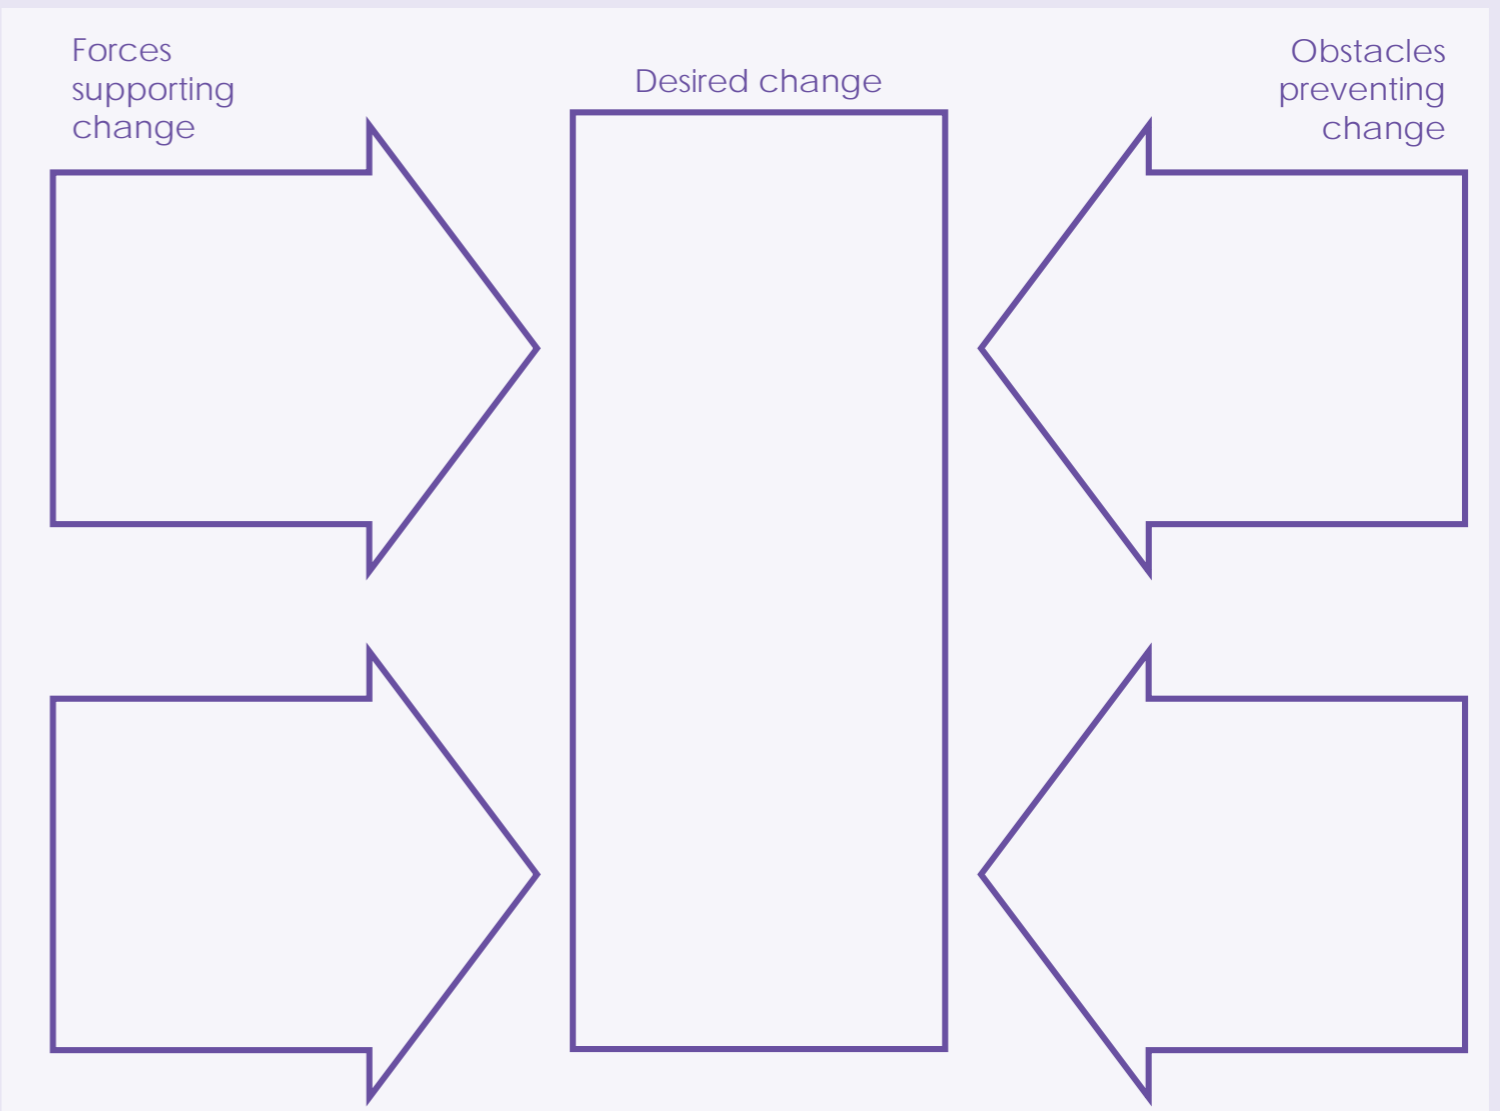 Forces
supporting
change
Desired change
Obstacles
preventing
change